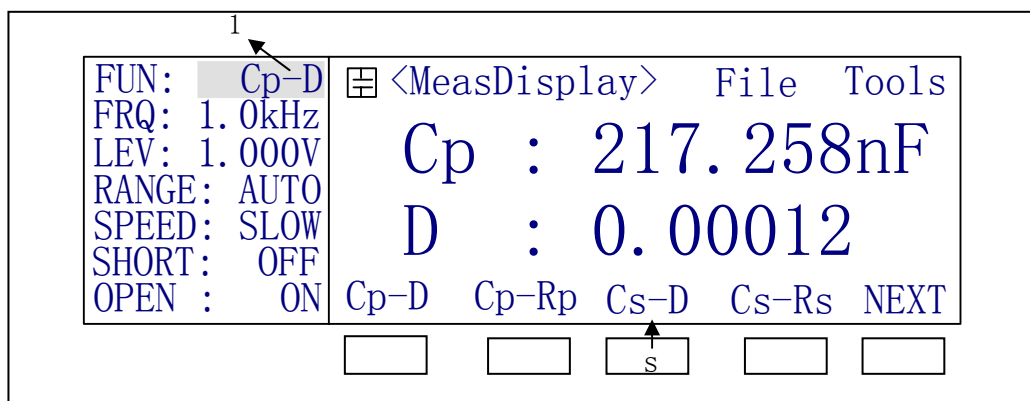 1
FUN: Cp-D
FRQ: 1.0kHz
LEV: 1.000V
RANGE: AUTO
SPEED: SLOW
SHORT: OFF
OPEN : ON
<MeasDisplay> File Tools
Cp : 217.258nF
D : 0.00012
Cp-D Cp-Rp Cs-D Cs-Rs NEXT
s